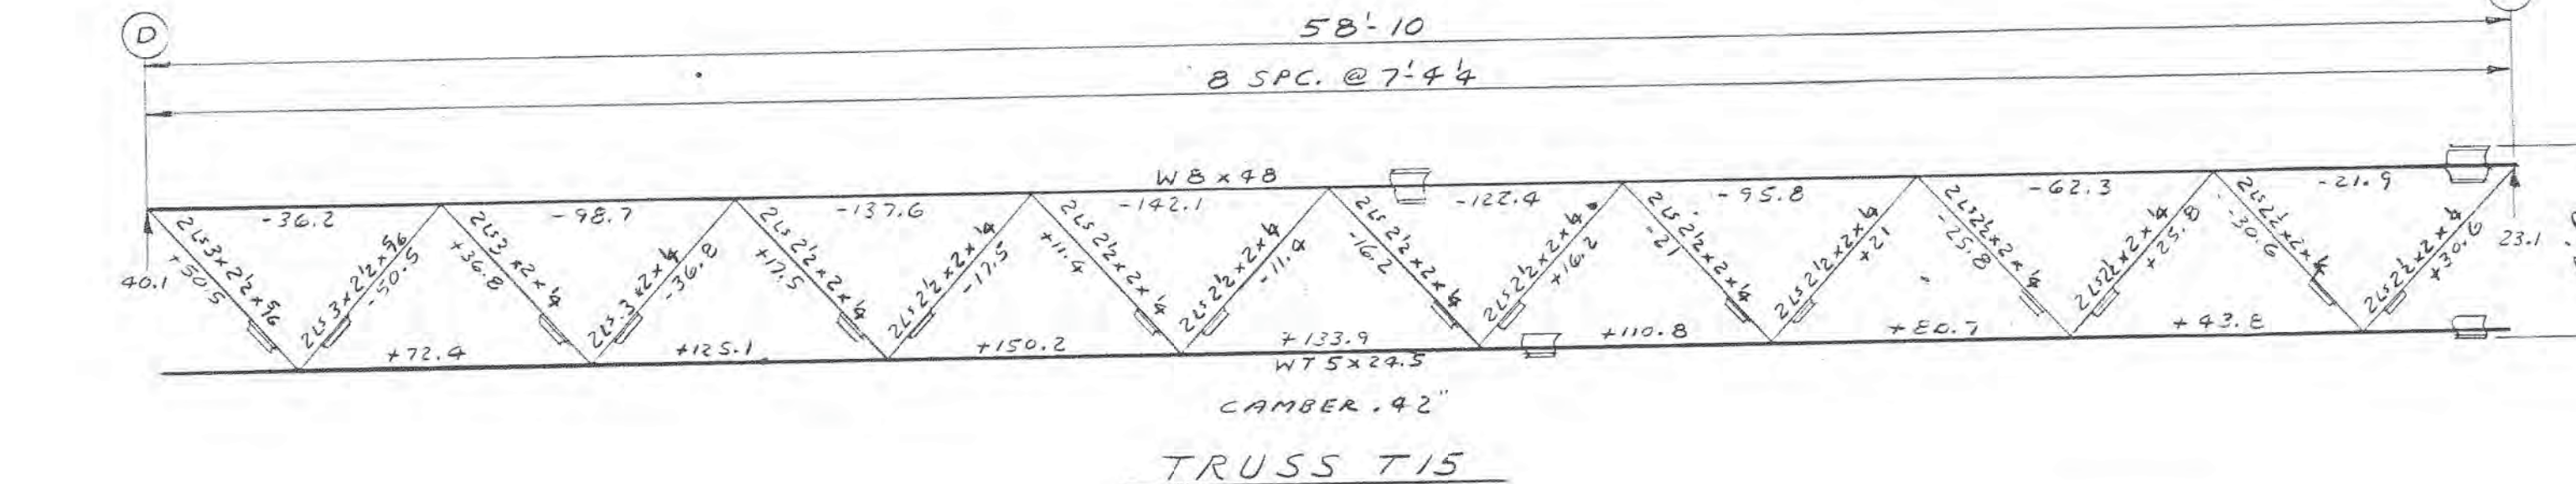 D
58'-10
8 SPC. @ 7'-4 1/4
W8x48
-36.2
-98.7
-137.6
-142.1
-122.4
-95.8
-62.3
-21.9
40.1
2Ls3x2½x5/16
+50.5
2Ls3x2½x5/16
-50.5
2Ls3x2x¼
+36.8
2Ls.3x2x¼
-36.8
2Ls2½x2x¼
+17.5
2Ls2½x2x¼
-17.5
2Ls2½x2x¼
+11.4
2Ls2½x2x¼
-11.4
2Ls2½x2x¼
-16.2
2Ls2½x2x¼
+16.2
2Ls2½x2x¼
-21
2Ls2½x2x¼
+21
2Ls2½x2x¼
-25.8
2Ls2½x2x¼
+25.8
2Ls2½x2x¼
-30.6
2Ls2½x2x¼
+30.6
23.1
+72.4
+125.1
+150.2
+133.9
+110.8
+80.7
+43.8
WT5x24.5
CAMBER .42"
TRUSS T15